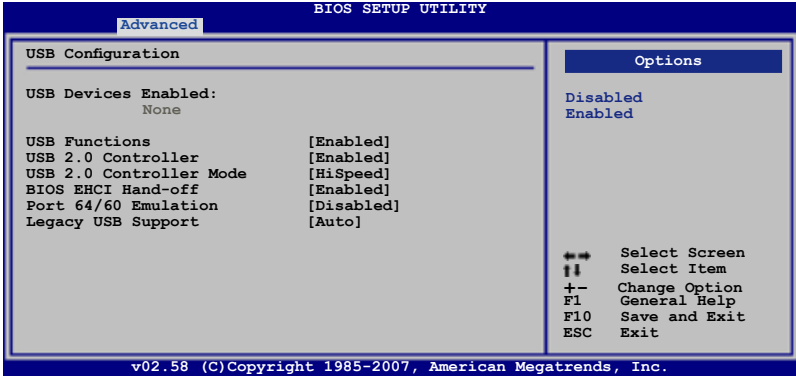 BIOS SETUP UTILITY
Advanced
USB Configuration
USB Devices Enabled:
None
USB Functions [Enabled]
USB 2.0 Controller [Enabled]
USB 2.0 Controller Mode [HiSpeed]
BIOS EHCI Hand-off [Enabled]
Port 64/60 Emulation [Disabled]
Legacy USB Support [Auto]
Options
Disabled
Enabled
←→ Select Screen
↑↓ Select Item
+- Change Option
F1 General Help
F10 Save and Exit
ESC Exit
v02.58 (C)Copyright 1985-2007, American Megatrends, Inc.